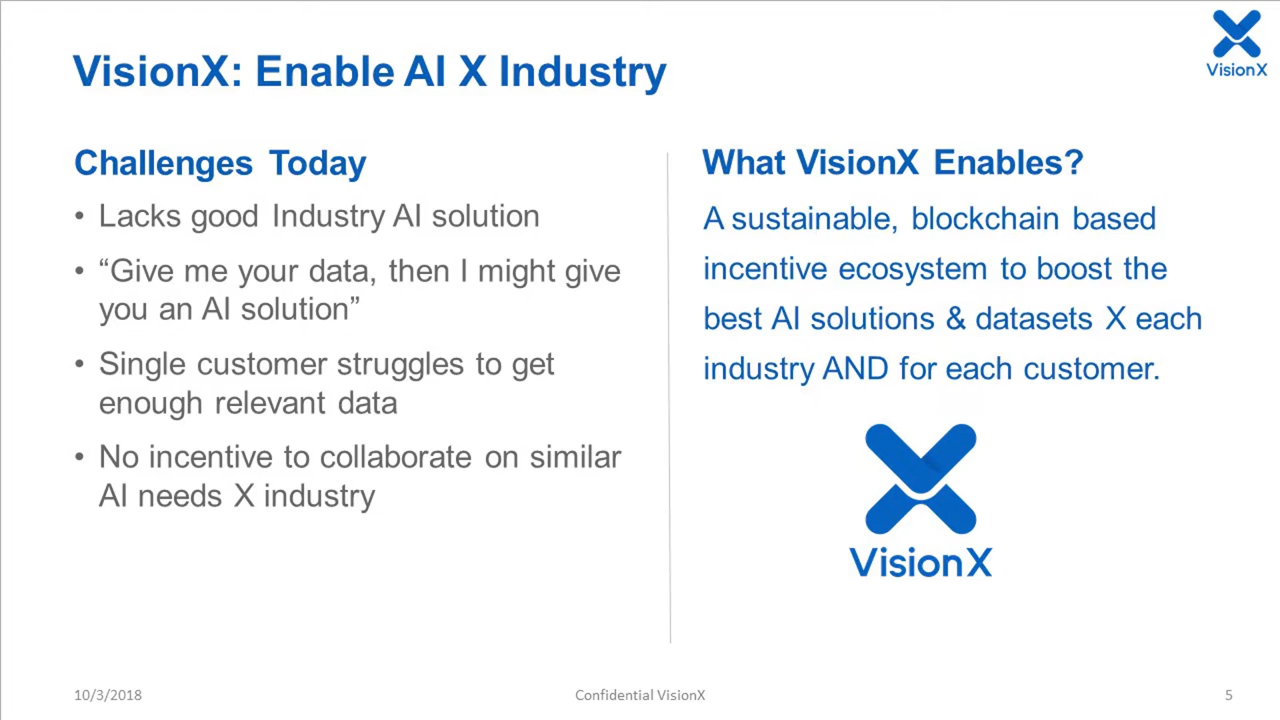 VisionX: Enable AI X Industry
VisionX
Challenges Today
• Lacks good Industry AI solution
• “Give me your data, then I might give
you an AI solution”
• Single customer struggles to get
enough relevant data
• No incentive to collaborate on similar
AI needs X industry
What VisionX Enables?
A sustainable, blockchain based
incentive ecosystem to boost the
best AI solutions & datasets X each
industry AND for each customer.
VisionX
10/3/2018
Confidential VisionX
5